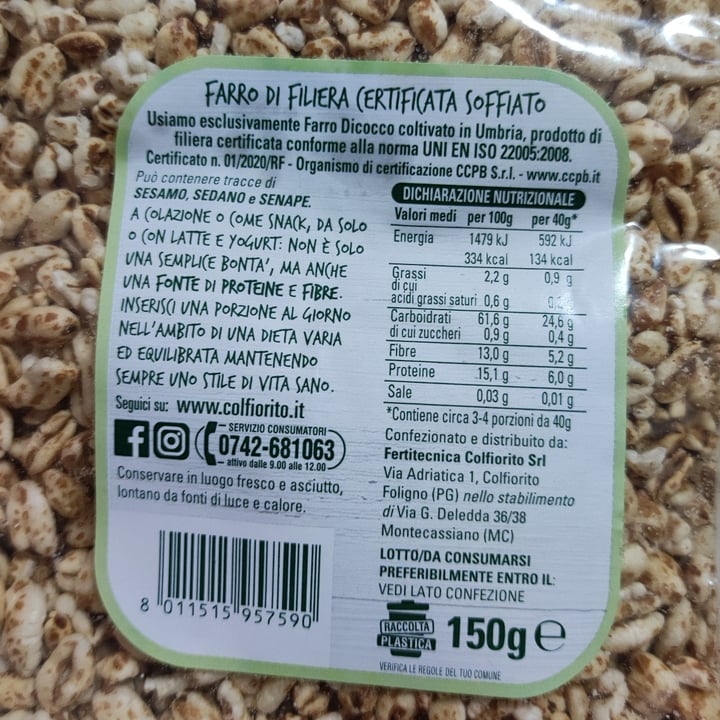 FARRO DI FILIERA CERTIFICATA SOFFIATO
Usiamo esclusivamente Farro Dicocco coltivato in Umbria, prodotto di
filiera certificata conforme alla norma UNI EN ISO 22005:2008.
Certificato n. 01/2020/RF - Organismo di certificazione CCPB S.r.l. - www.ccpb.it
Può contenere tracce di
SESAMO, SEDANO e SENAPE.
A COLAZIONE O COME SNACK, DA SOLO
O CON LATTE E YOGURT: NON È SOLO
UNA SEMPLICE BONTA', MA ANCHE
UNA FONTE DI PROTEINE E FIBRE.
INSERISCI UNA PORZIONE AL GIORNO
NELL'AMBITO DI UNA DIETA VARIA
ED EQUILIBRATA MANTENENDO
SEMPRE UNO STILE DI VITA SANO.
Seguici su: www.colfiorito.it
SERVIZIO CONSUMATORI
0742-681063
attivo dalle 9.00 alle 12.00
Conservare in luogo fresco e asciutto,
lontano da fonti di luce e calore.
8 011515 957590
DICHIARAZIONE NUTRIZIONALE
Valori medi per 100g per 40g*
Energia 1479 kJ 592 kJ
334 kcal 134 kcal
Grassi 2,2 g 0,9 g
di cui
acidi grassi saturi 0,6 g
Carboidrati 61,6 g 24,6 g
di cui zuccheri 0,9 g 0,4 g
Fibre 13,0 g 5,2 g
Proteine 15,1 g 6,0 g
Sale 0,03 g 0,01 g
*Contiene circa 3-4 porzioni da 40g
Confezionato e distribuito da:
Fertitecnica Colfiorito Srl
Via Adriatica 1, Colfiorito
Foligno (PG) nello stabilimento
di Via G. Deledda 36/38
Montecassiano (MC)
LOTTO/DA CONSUMARSI
PREFERIBILMENTE ENTRO IL:
VEDI LATO CONFEZIONE
RACCOLTA
PLASTICA
150g e
VERIFICA LE REGOLE DEL TUO COMUNE